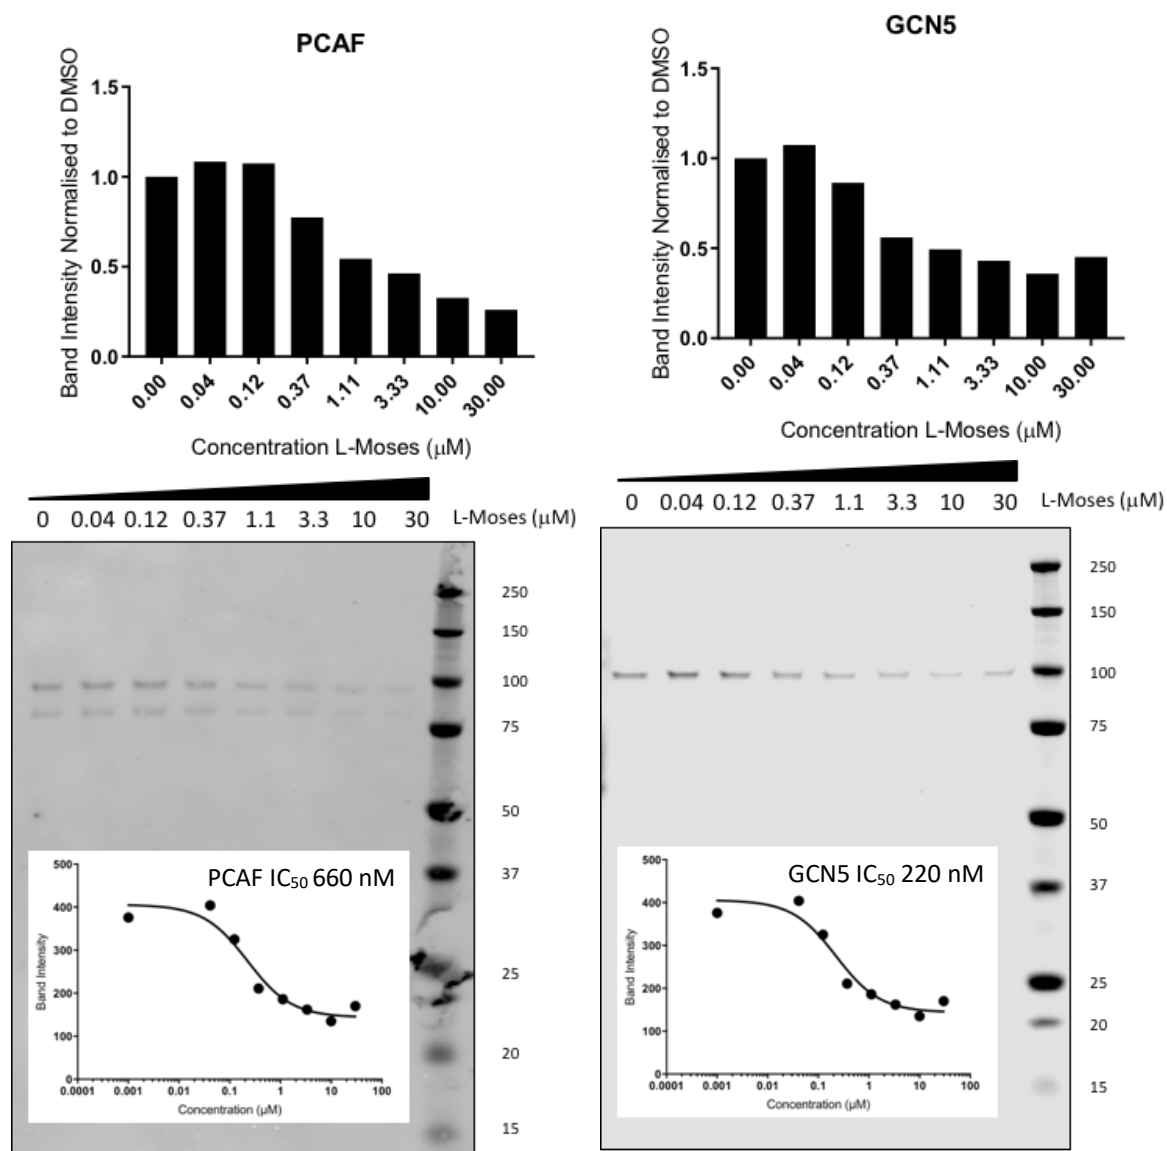 PCAF
Band Intensity Normalised to DMSO
1.5
1.0
0.5
0.0
0.00 0.04 0.12 0.37 1.11 3.33 10.00 30.00
Concentration L-Moses (μM)
GCN5
Band Intensity Normalised to DMSO
1.5
1.0
0.5
0.0
0.00 0.04 0.12 0.37 1.11 3.33 10.00 30.00
Concentration L-Moses (μM)
0 0.04 0.12 0.37 1.1 3.3 10 30 L-Moses (μM)
250
150
100
75
50
37
25
20
15
PCAF IC₅₀ 660 nM
Band Intensity
500
400
300
200
100
0
0.0001 0.001 0.01 0.1 1 10 100
Concentration (μM)
0 0.04 0.12 0.37 1.1 3.3 10 30 L-Moses (μM)
250
150
100
75
50
37
25
20
15
GCN5 IC₅₀ 220 nM
Band Intensity
500
400
300
200
100
0
0.0001 0.001 0.01 0.1 1 10 100
Concentration (μM)